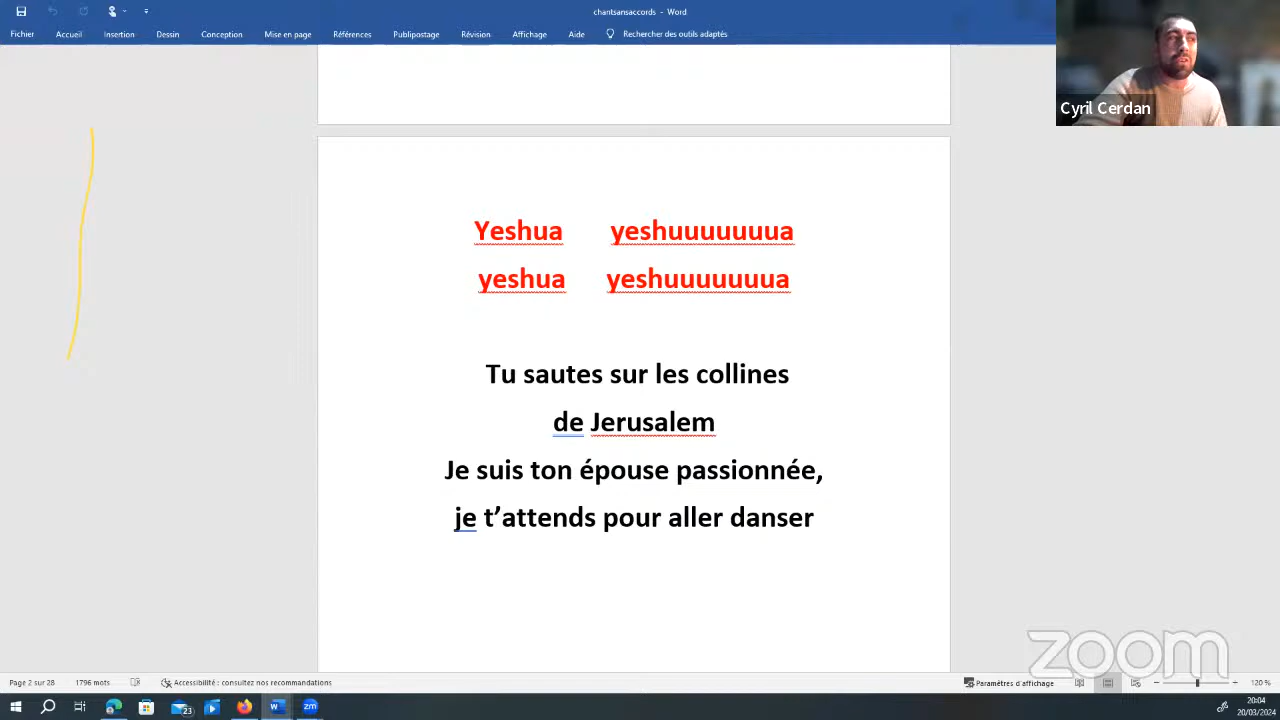 chantsansaccords - Word
Fichier Accueil Insertion Dessin Conception Mise en page Références Publipostage Révision Affichage Aide Rechercher des outils adaptés
Cyril Cerdan
Yeshua yeshuuuuuuua
yeshua yeshuuuuuuua
Tu sautes sur les collines
de Jerusalem
Je suis ton épouse passionnée,
je t’attends pour aller danser
zoom
Page 2 sur 28 1796 mots Accessibilité : consultez nos recommandations Paramètres d'affichage 120 %
23
20:04
20/03/2024